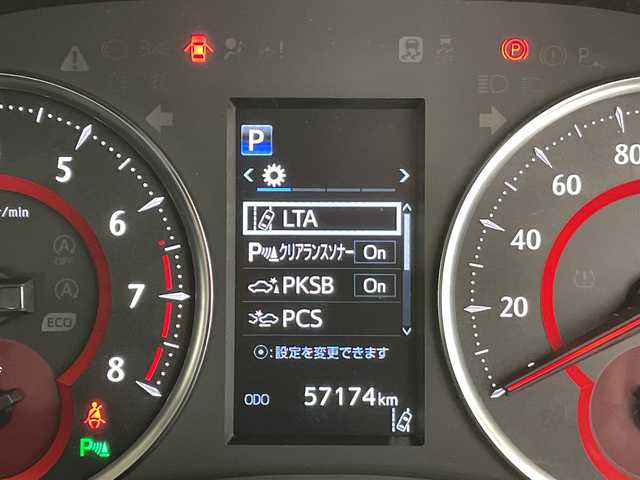 P
LTA
クリアランスソナー On
PKSB On
PCS
:設定を変更できます
ODO 57174km
5
6
7
8
r/min
OFF
A
A
ECO
P
20
40
60
80
P
P